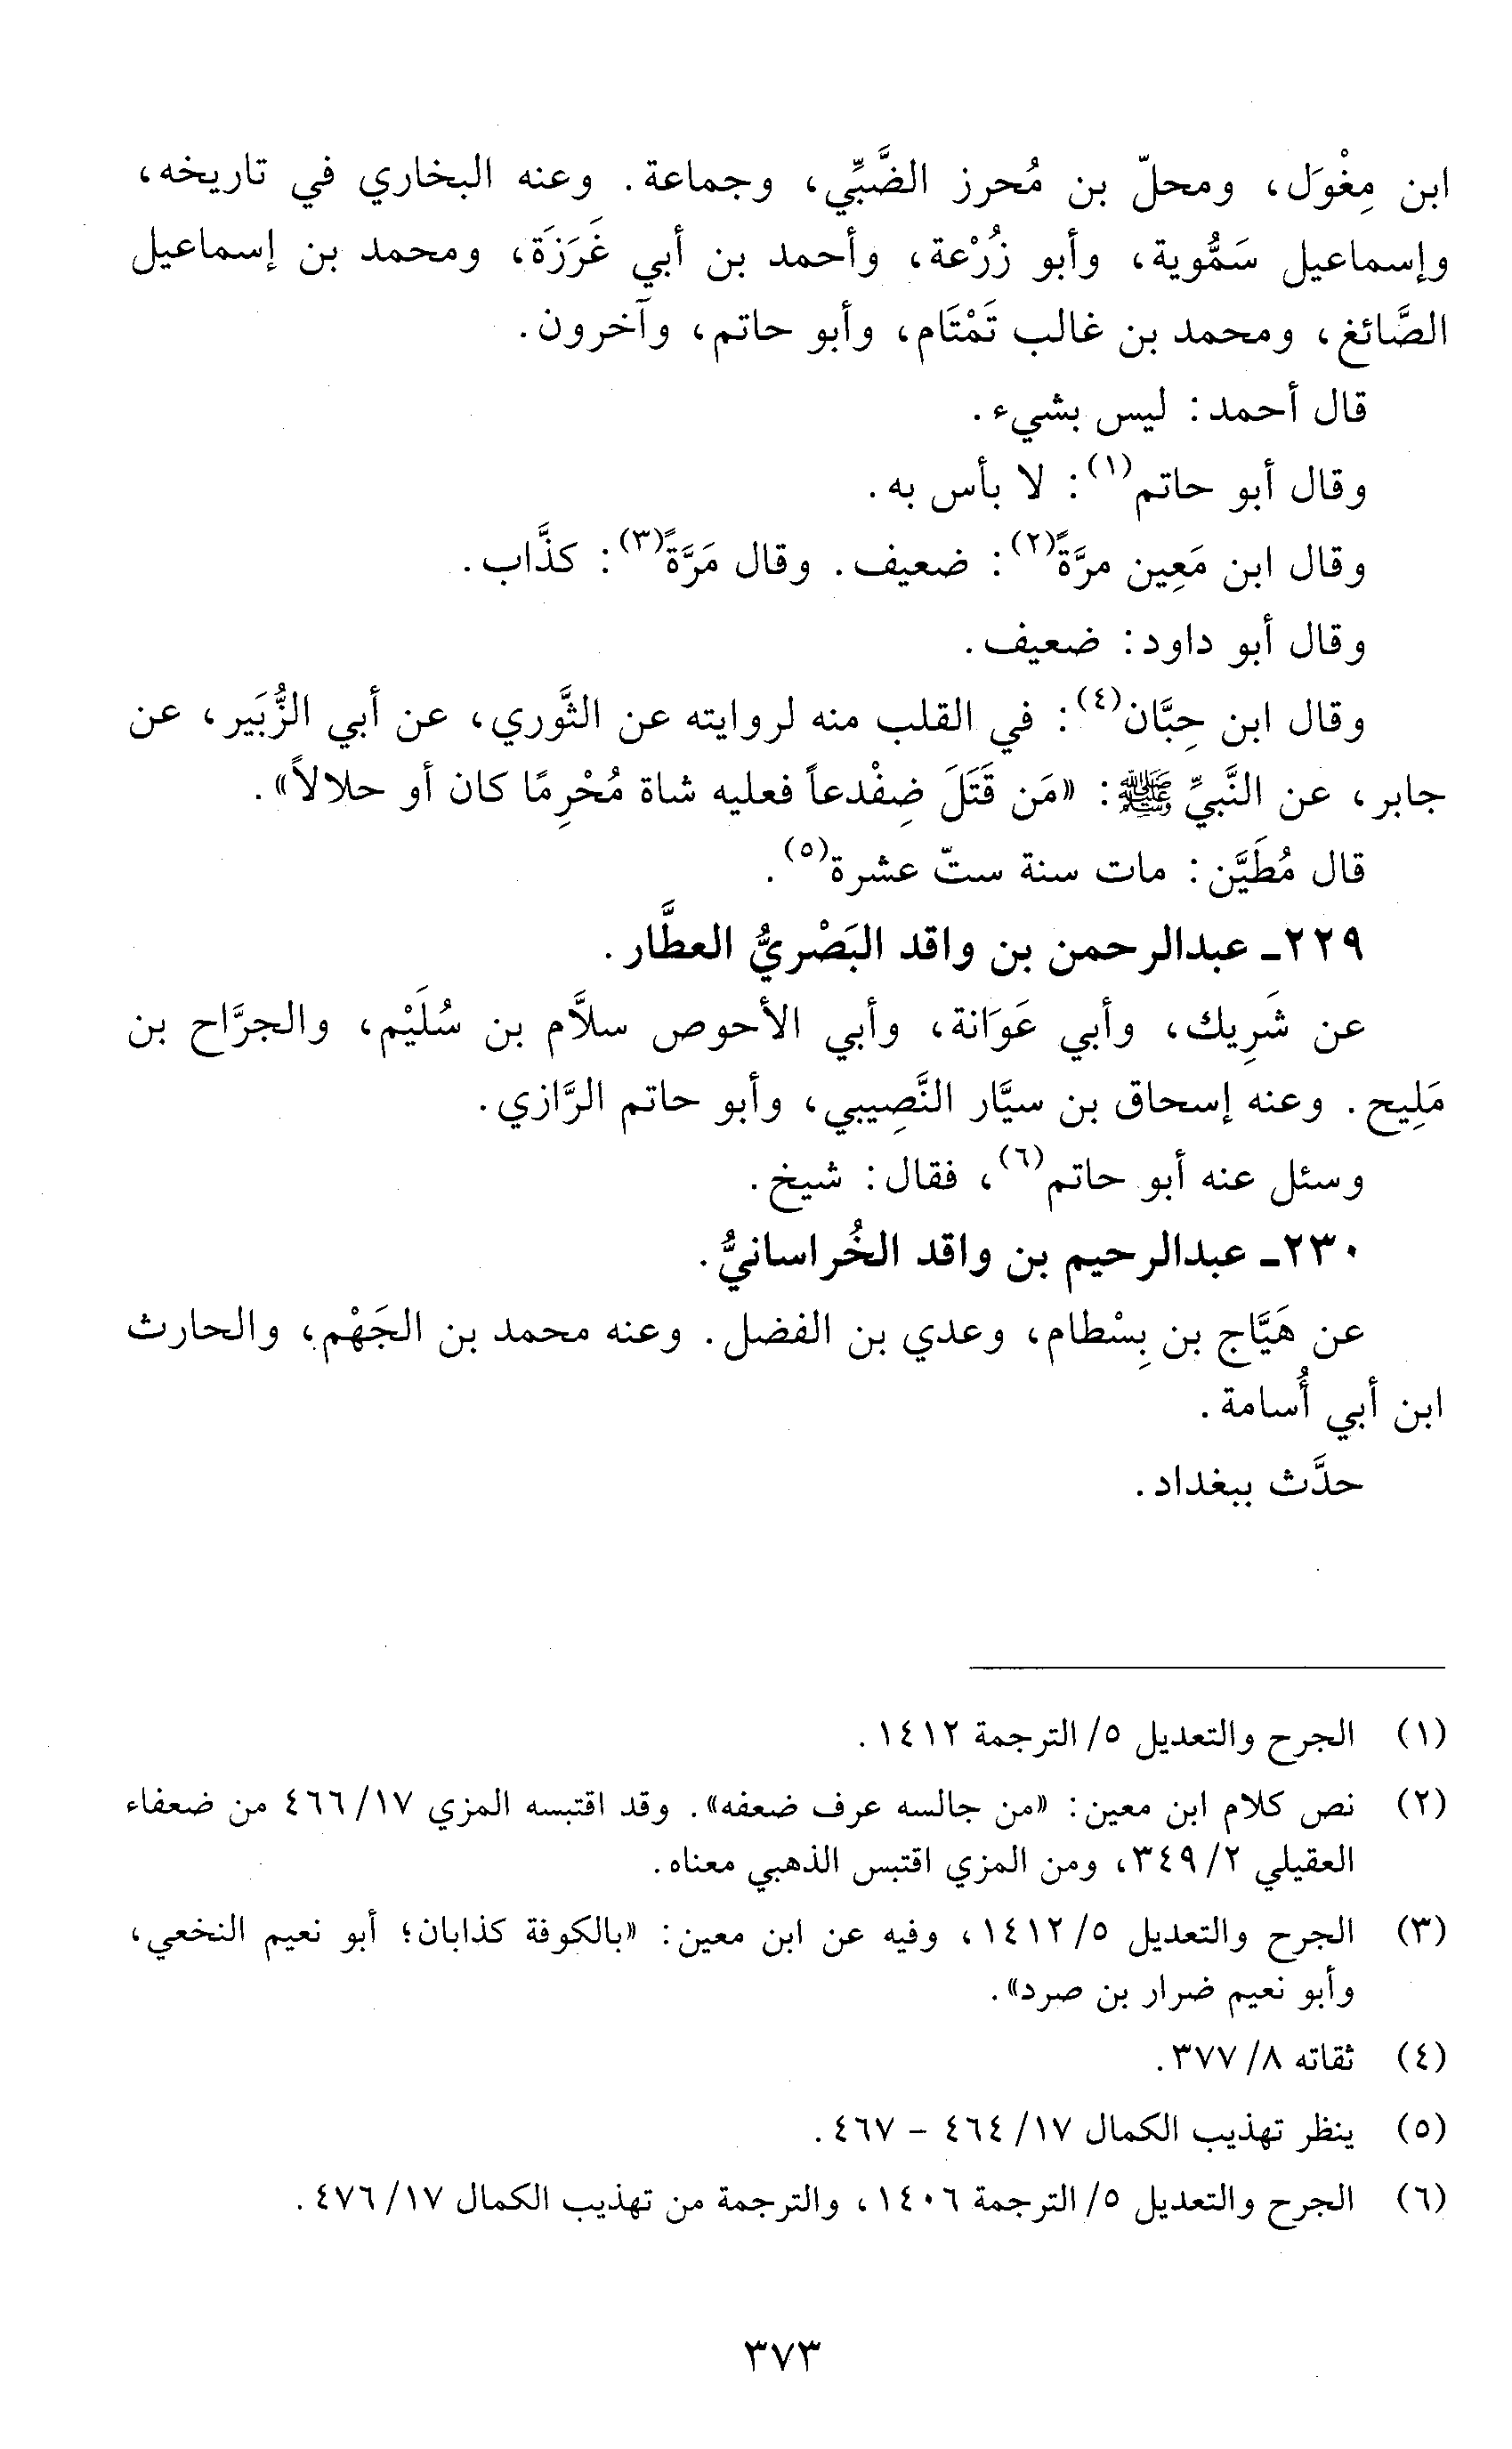 ابن مِغْوَل، ومحلّ بن مُحرز الضَّبِّي، وجماعة. وعنه البخاري في تاريخه،
وإسماعيل سَمُّوية، وأبو زُرْعة، وأحمد بن أبي غَرَزَة، ومحمد بن إسماعيل
الصَّائغ، ومحمد بن غالب تَمْتَام، وأبو حاتم، وآخرون.
قال أحمد: ليس بشيء.
وقال أبو حاتم(١): لا بأس به.
وقال ابن مَعِين مرَّةً(٢): ضعيف. وقال مَرَّةً(٣): كذَّاب.
وقال أبو داود: ضعيف.
وقال ابن حِبَّان(٤): في القلب منه لروايته عن الثَّوري، عن أبي الزُّبَير، عن
جابر، عن النَّبيِّ ﷺ: «مَن قَتَلَ ضِفْدعاً فعليه شاة مُحْرِمًا كان أو حلالاً».
قال مُطَيَّن: مات سنة ستّ عشرة(٥).
٢٢٩ـ عبدالرحمن بن واقد البَصْريُّ العطَّار.
عن شَرِيك، وأبي عَوَانة، وأبي الأحوص سلاَّم بن سُلَيْم، والجرَّاح بن
مَلِيح. وعنه إسحاق بن سيَّار النَّصِيبي، وأبو حاتم الرَّازي.
وسئل عنه أبو حاتم(٦)، فقال: شيخ.
٢٣٠ـ عبدالرحيم بن واقد الخُراسانيُّ.
عن هَيَّاج بن بِسْطام، وعدي بن الفضل. وعنه محمد بن الجَهْم، والحارث
ابن أبي أُسامة.
حدَّث ببغداد.
(١) الجرح والتعديل ٥/ الترجمة ١٤١٢.
(٢) نص كلام ابن معين: «من جالسه عرف ضعفه». وقد اقتبسه المزي ١٧/ ٤٦٦ من ضعفاء
العقيلي ٢/ ٣٤٩، ومن المزي اقتبس الذهبي معناه.
(٣) الجرح والتعديل ٥/ ١٤١٢، وفيه عن ابن معين: «بالكوفة كذابان؛ أبو نعيم النخعي،
وأبو نعيم ضرار بن صرد».
(٤) ثقاته ٨/ ٣٧٧.
(٥) ينظر تهذيب الكمال ١٧/ ٤٦٤ - ٤٦٧.
(٦) الجرح والتعديل ٥/ الترجمة ١٤٠٦، والترجمة من تهذيب الكمال ١٧/ ٤٧٦.
٣٧٣